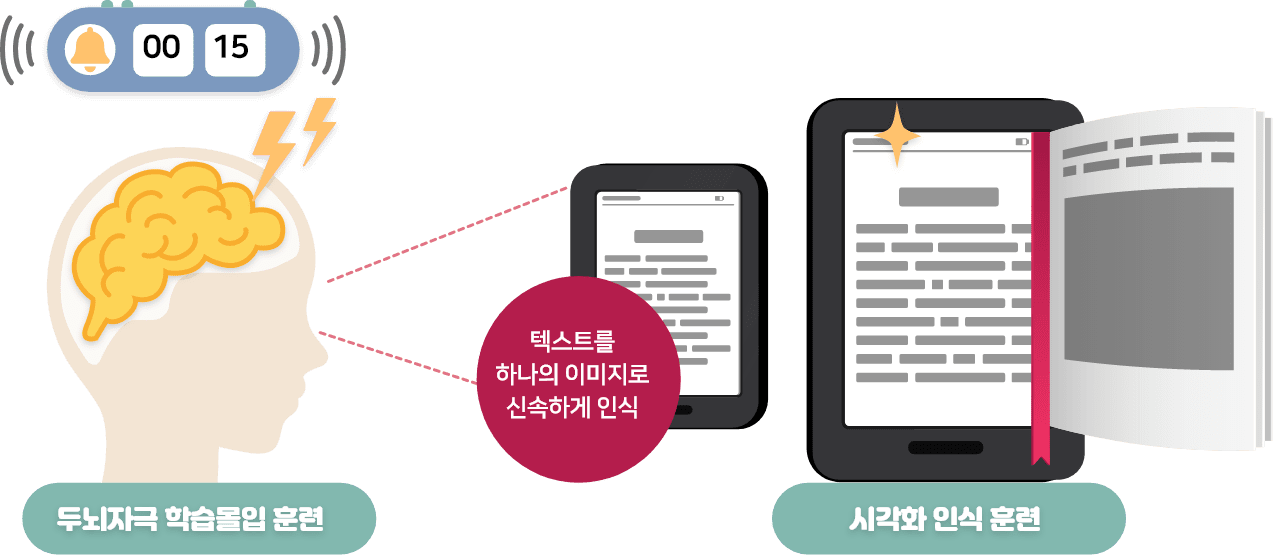 00 15
텍스트를
하나의 이미지로
신속하게 인식
두뇌자극 학습몰입 훈련
시각화 인식 훈련